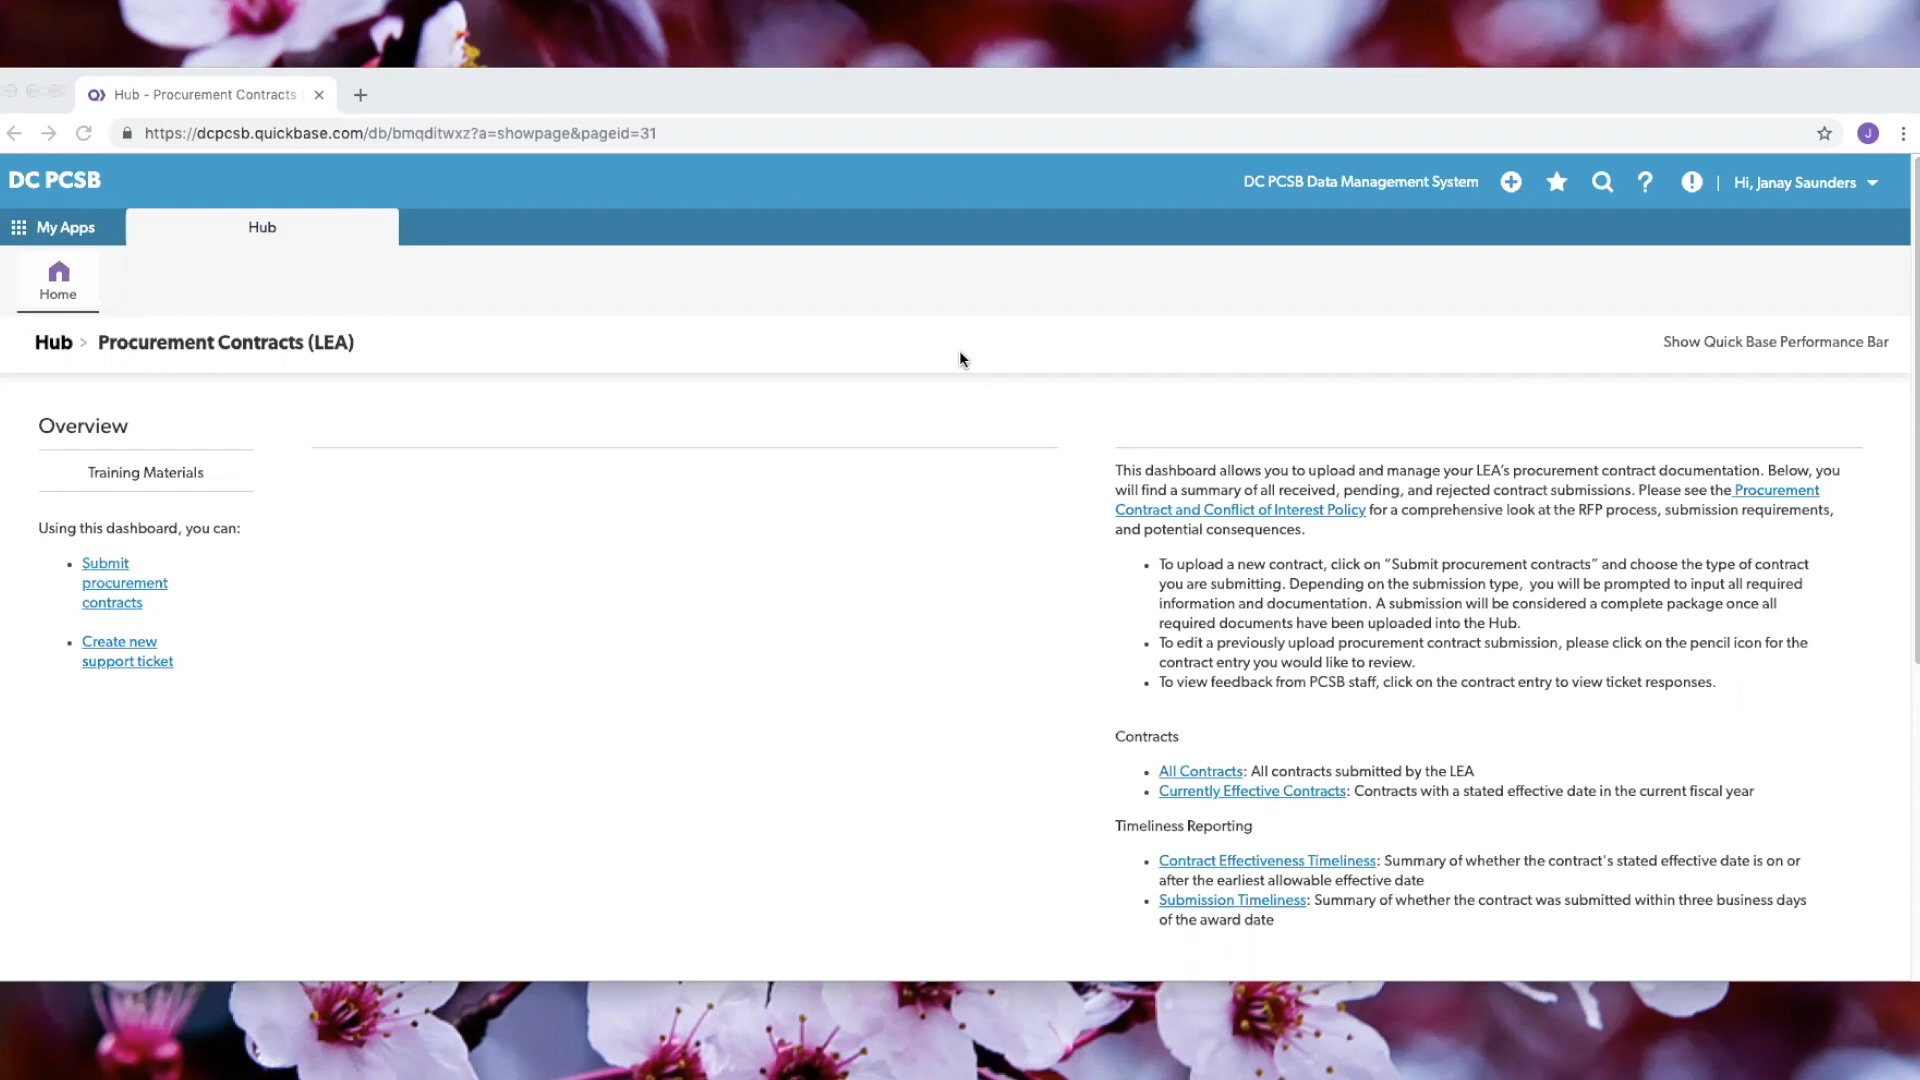 Hub - Procurement Contracts
https://dcpcsb.quickbase.com/db/bmqditwxz?a=showpage&pageid=31
J
DC PCSB
DC PCSB Data Management System
Hi, Janay Saunders
My Apps
Hub
Home
Hub > Procurement Contracts (LEA)
Show Quick Base Performance Bar
Overview
Training Materials
Using this dashboard, you can:
• Submit
procurement
contracts
• Create new
support ticket
This dashboard allows you to upload and manage your LEA's procurement contract documentation. Below, you
will find a summary of all received, pending, and rejected contract submissions. Please see the Procurement
Contract and Conflict of Interest Policy for a comprehensive look at the RFP process, submission requirements,
and potential consequences.
• To upload a new contract, click on “Submit procurement contracts” and choose the type of contract
you are submitting. Depending on the submission type, you will be prompted to input all required
information and documentation. A submission will be considered a complete package once all
required documents have been uploaded into the Hub.
• To edit a previously upload procurement contract submission, please click on the pencil icon for the
contract entry you would like to review.
• To view feedback from PCSB staff, click on the contract entry to view ticket responses.
Contracts
• All Contracts: All contracts submitted by the LEA
• Currently Effective Contracts: Contracts with a stated effective date in the current fiscal year
Timeliness Reporting
• Contract Effectiveness Timeliness: Summary of whether the contract's stated effective date is on or
after the earliest allowable effective date
• Submission Timeliness: Summary of whether the contract was submitted within three business days
of the award date